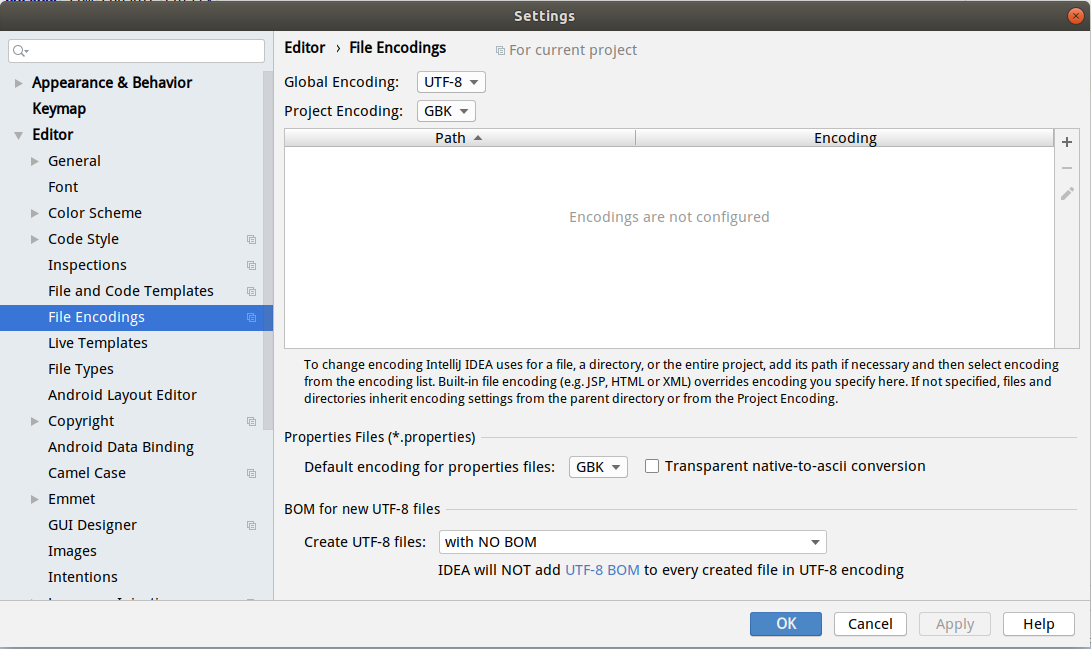 Settings
Appearance & Behavior
Keymap
Editor
General
Font
Color Scheme
Code Style
Inspections
File and Code Templates
File Encodings
Live Templates
File Types
Android Layout Editor
Copyright
Android Data Binding
Camel Case
Emmet
GUI Designer
Images
Intentions
Editor › File Encodings For current project
Global Encoding: UTF-8
Project Encoding: GBK
Path Encoding
Encodings are not configured
To change encoding IntelliJ IDEA uses for a file, a directory, or the entire project, add its path if necessary and then select encoding
from the encoding list. Built-in file encoding (e.g. JSP, HTML or XML) overrides encoding you specify here. If not specified, files and
directories inherit encoding settings from the parent directory or from the Project Encoding.
Properties Files (*.properties)
Default encoding for properties files: GBK Transparent native-to-ascii conversion
BOM for new UTF-8 files
Create UTF-8 files: with NO BOM
IDEA will NOT add UTF-8 BOM to every created file in UTF-8 encoding
OK Cancel Apply Help